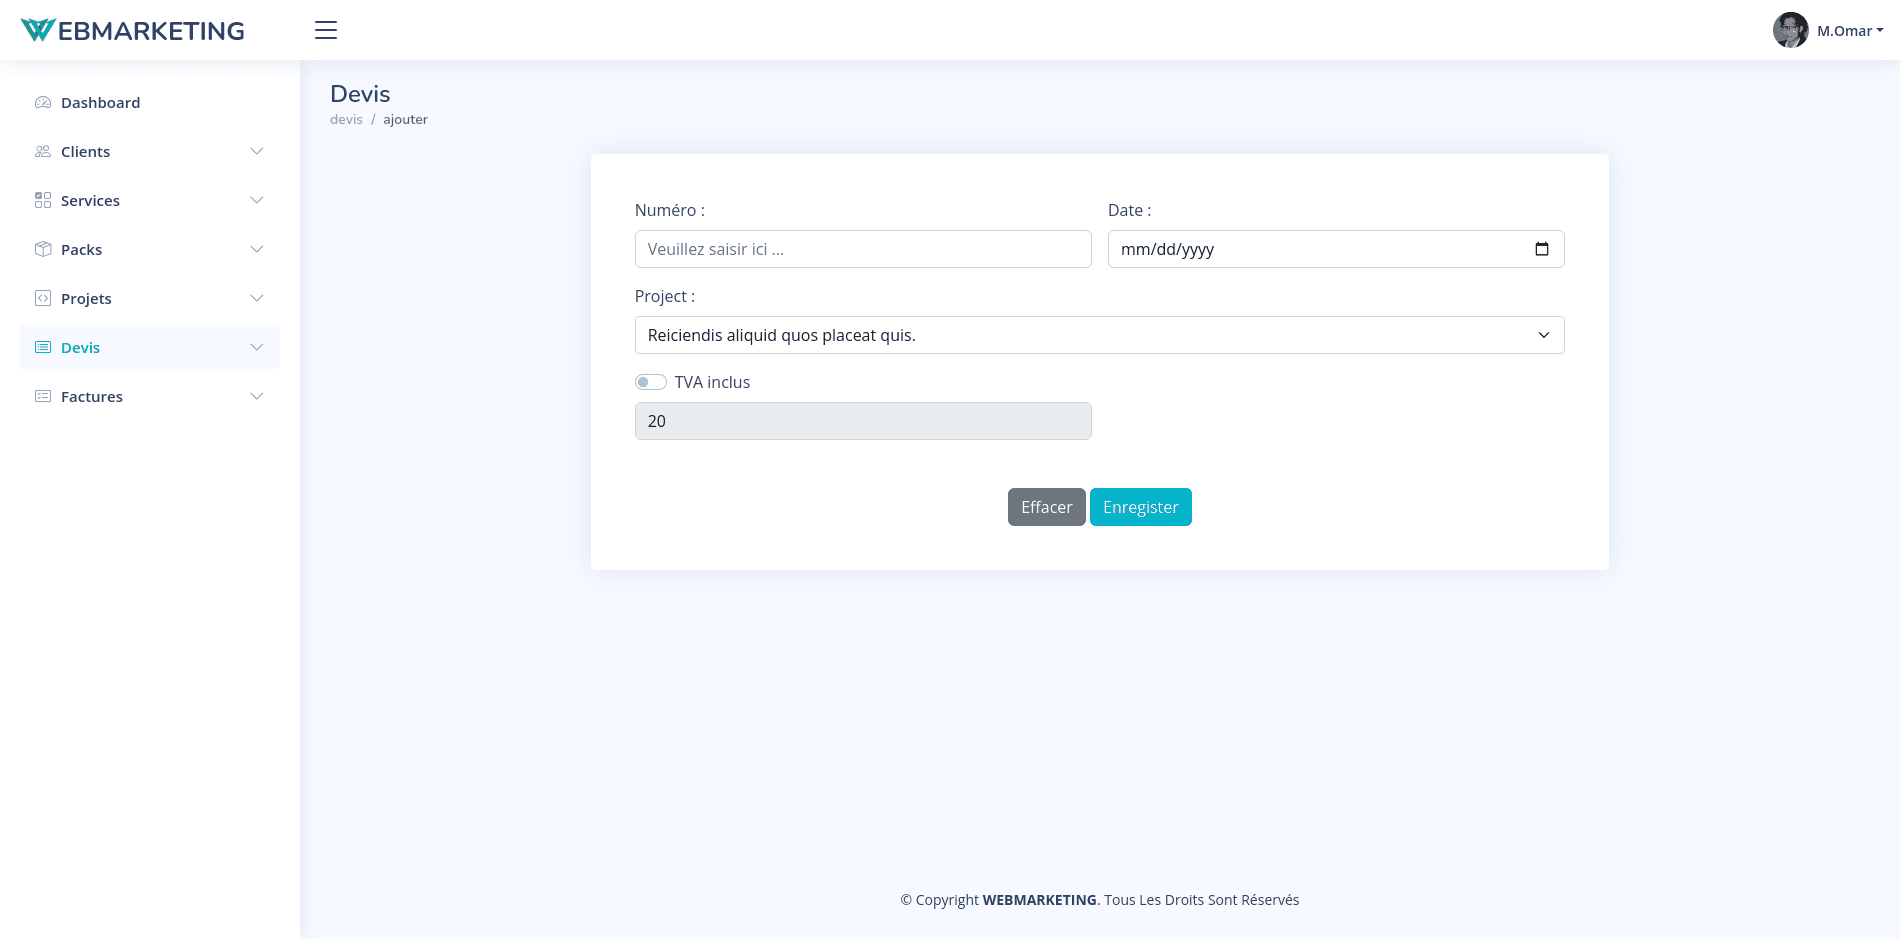 WEBMARKETING
M.Omar
Dashboard
Clients
Services
Packs
Projets
Devis
Factures
Devis
devis / ajouter
Numéro : Date :
Veuillez saisir ici ... mm/dd/yyyy
Project :
Reiciendis aliquid quos placeat quis.
TVA inclus
20
Effacer Enregister
© Copyright WEBMARKETING. Tous Les Droits Sont Réservés